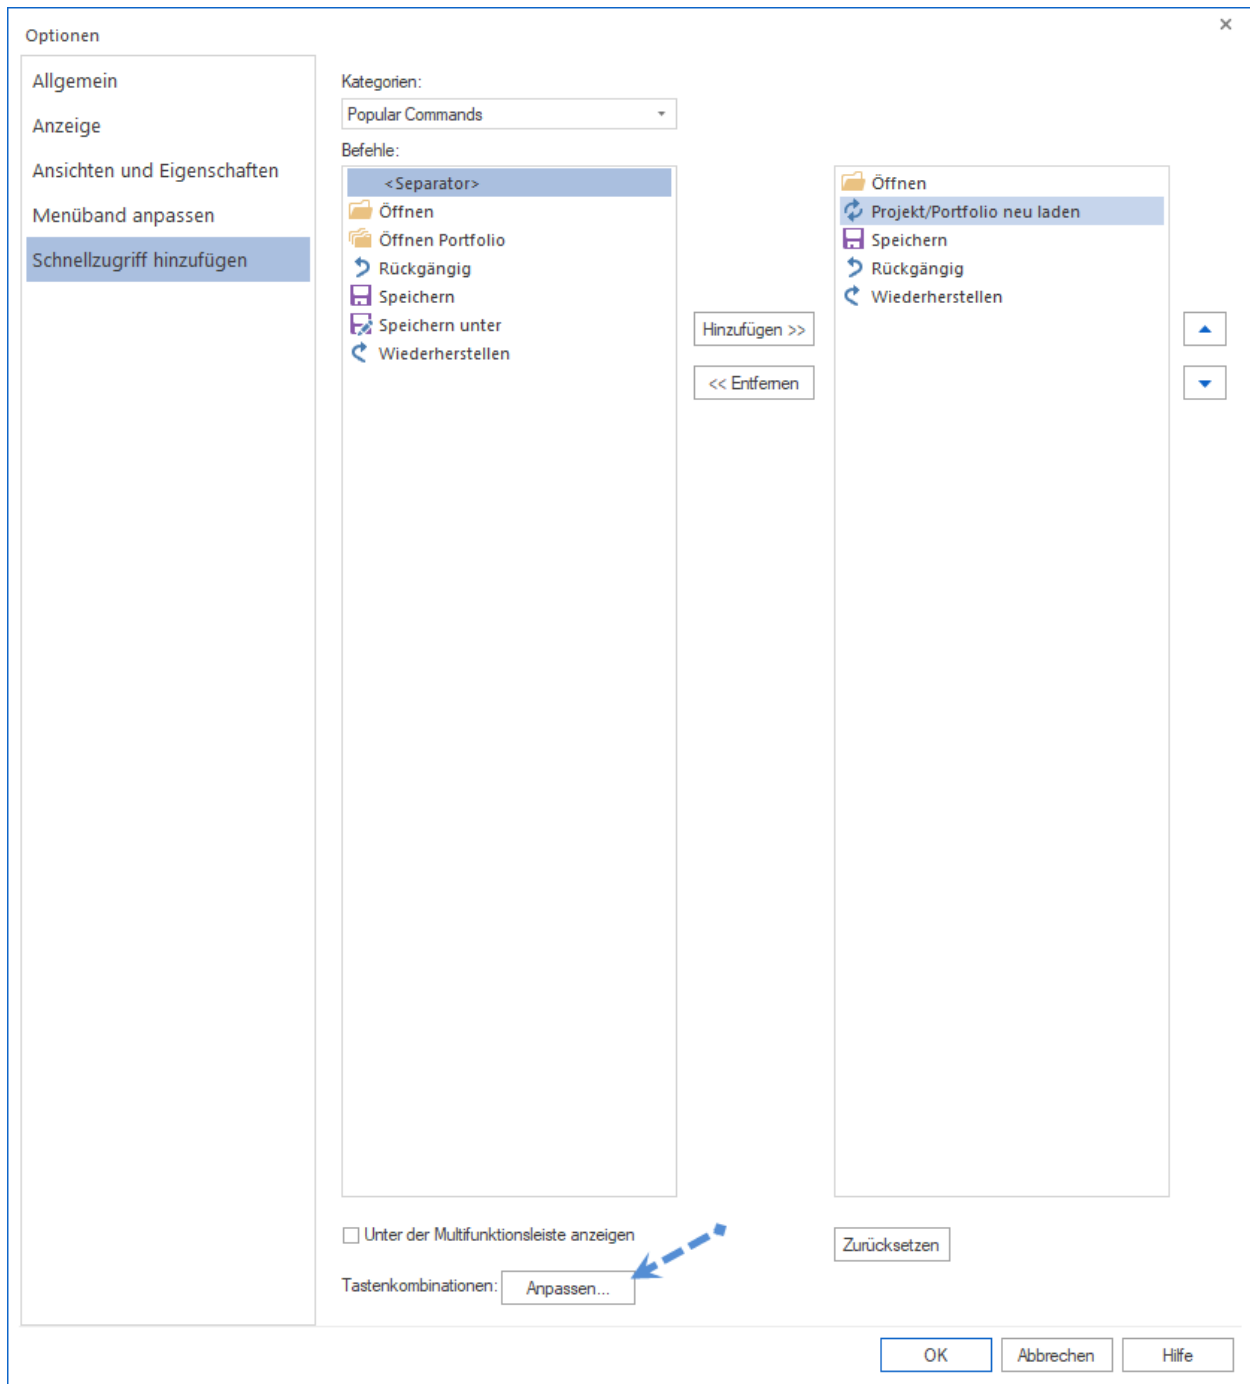 Optionen
Allgemein
Anzeige
Ansichten und Eigenschaften
Menüband anpassen
Schnellzugriff hinzufügen
Kategorien:
Popular Commands
Befehle:
<Separator>
Öffnen
Öffnen Portfolio
Rückgängig
Speichern
Speichern unter
Wiederherstellen
Hinzufügen >>
<< Entfernen
Öffnen
Projekt/Portfolio neu laden
Speichern
Rückgängig
Wiederherstellen
Unter der Multifunktionsleiste anzeigen
Zurücksetzen
Tastenkombinationen: Anpassen...
OK Abbrechen Hilfe